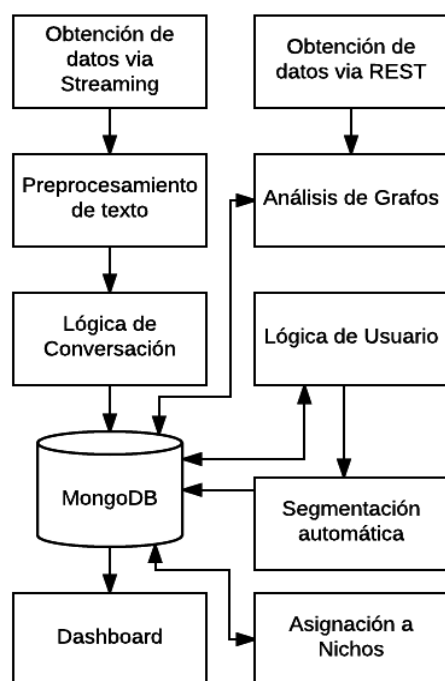 Obtención de
datos via
Streaming
Obtención de
datos via REST
Preprocesamiento
de texto
Análisis de Grafos
Lógica de
Conversación
Lógica de Usuario
MongoDB
Segmentación
automática
Dashboard
Asignación a
Nichos